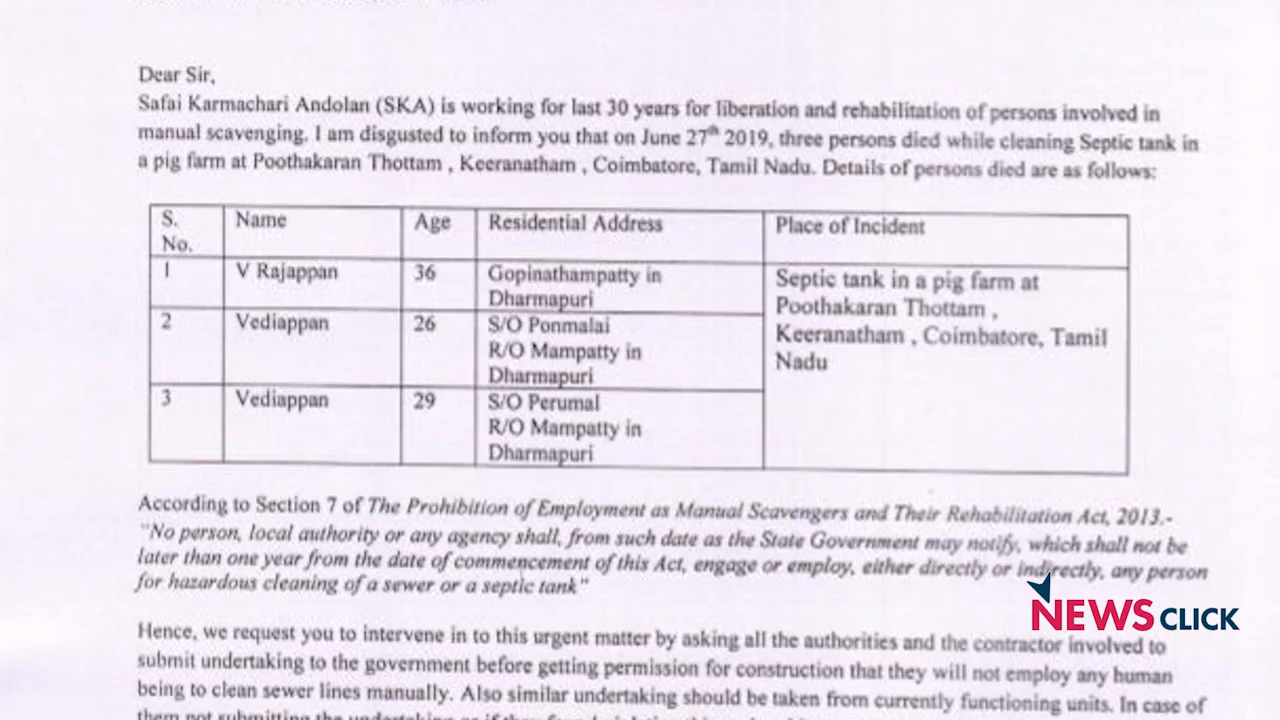 Dear Sir,
Safai Karmachari Andolan (SKA) is working for last 30 years for liberation and rehabilitation of persons involved in
manual scavenging. I am disgusted to inform you that on June 27th 2019, three persons died while cleaning Septic tank in
a pig farm at Poothakaran Thottam , Keeranatham , Coimbatore, Tamil Nadu. Details of persons died are as follows:
S. No. Name Age Residential Address Place of Incident
1 V Rajappan 36 Gopinathampatty in
Dharmapuri
Septic tank in a pig farm at
Poothakaran Thottam ,
Keeranatham , Coimbatore, Tamil
Nadu
2 Vediappan 26 S/O Ponmalai
R/O Mampatty in
Dharmapuri
3 Vediappan 29 S/O Perumal
R/O Mampatty in
Dharmapuri
According to Section 7 of The Prohibition of Employment as Manual Scavengers and Their Rehabilitation Act, 2013.-
"No person, local authority or any agency shall, from such date as the State Government may notify, which shall not be
later than one year from the date of commencement of this Act, engage or employ, either directly or indirectly, any person
for hazardous cleaning of a sewer or a septic tank"
NEWS CLICK
Hence, we request you to intervene in to this urgent matter by asking all the authorities and the contractor involved to
submit undertaking to the government before getting permission for construction that they will not employ any human
being to clean sewer lines manually. Also similar undertaking should be taken from currently functioning units. In case of